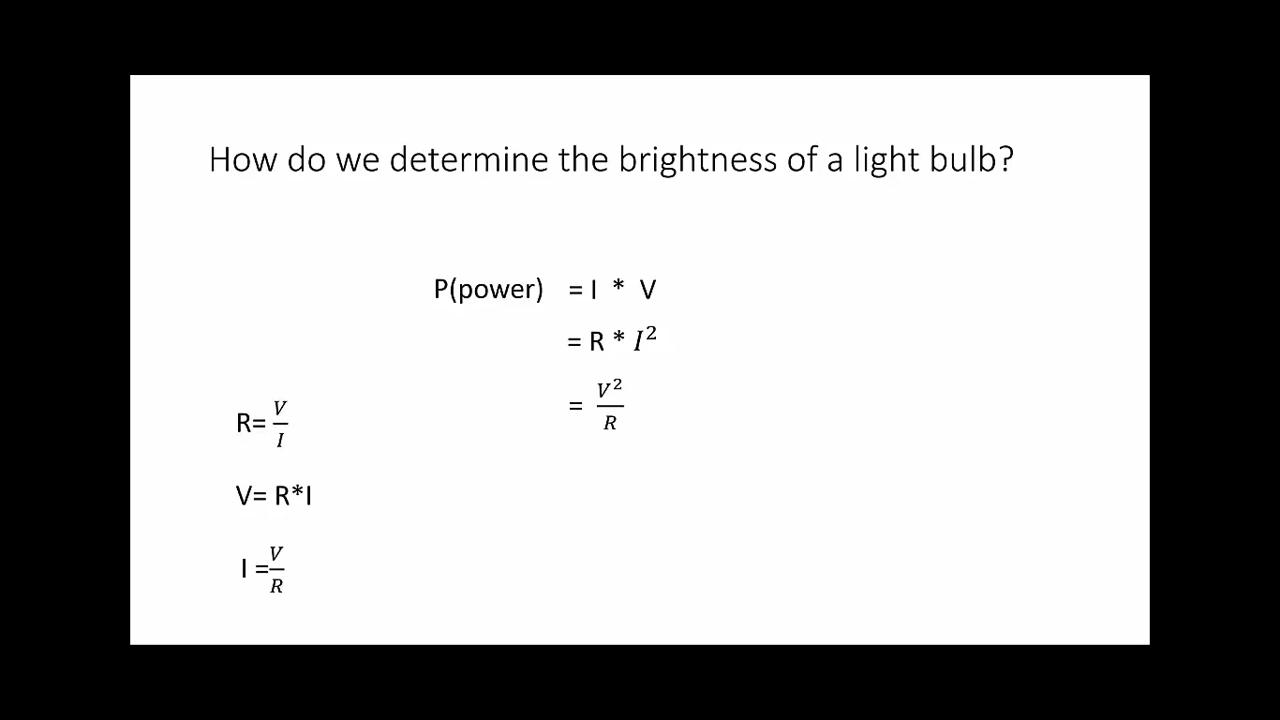 How do we determine the brightness of a light bulb?
P(power) = I * V
= R * I²
= V²/R
R= V/I
V= R*I
I = V/R